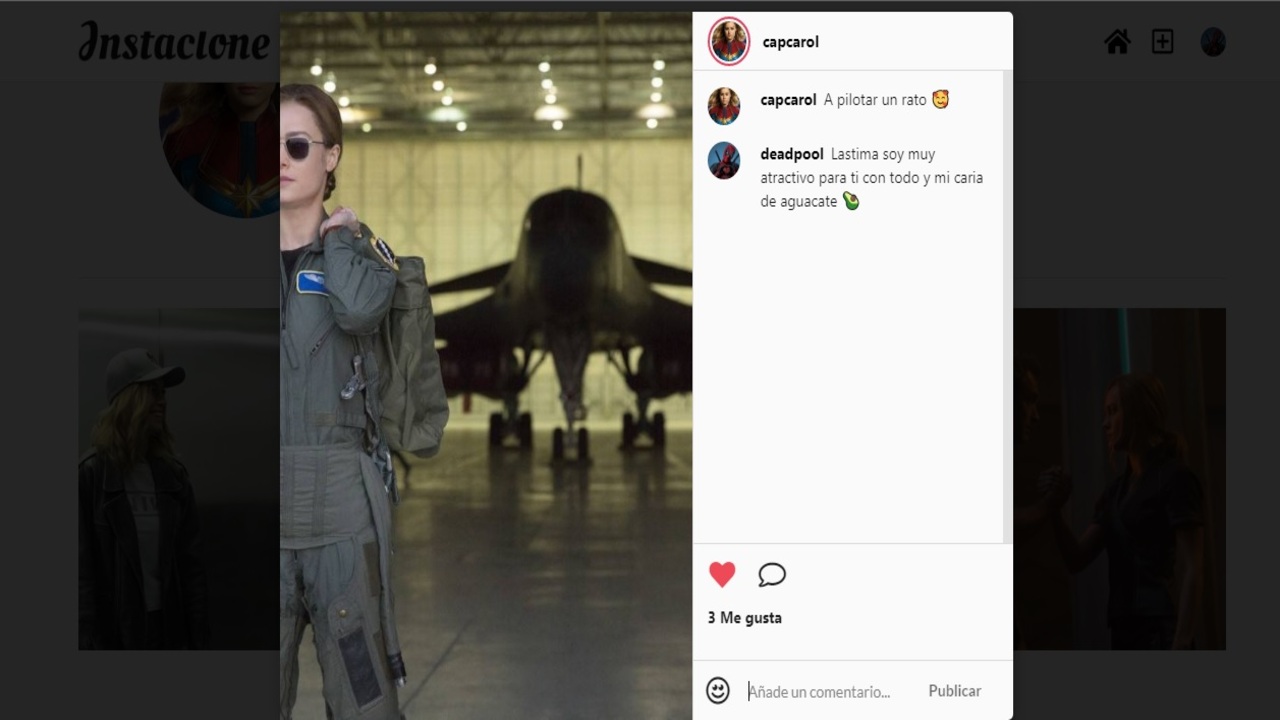 Instaclone
capcarol
capcarol A pilotar un rato 🥰
deadpool Lastima soy muy
atractivo para ti con todo y mi caria
de aguacate 🥑
3 Me gusta
Añade un comentario... Publicar